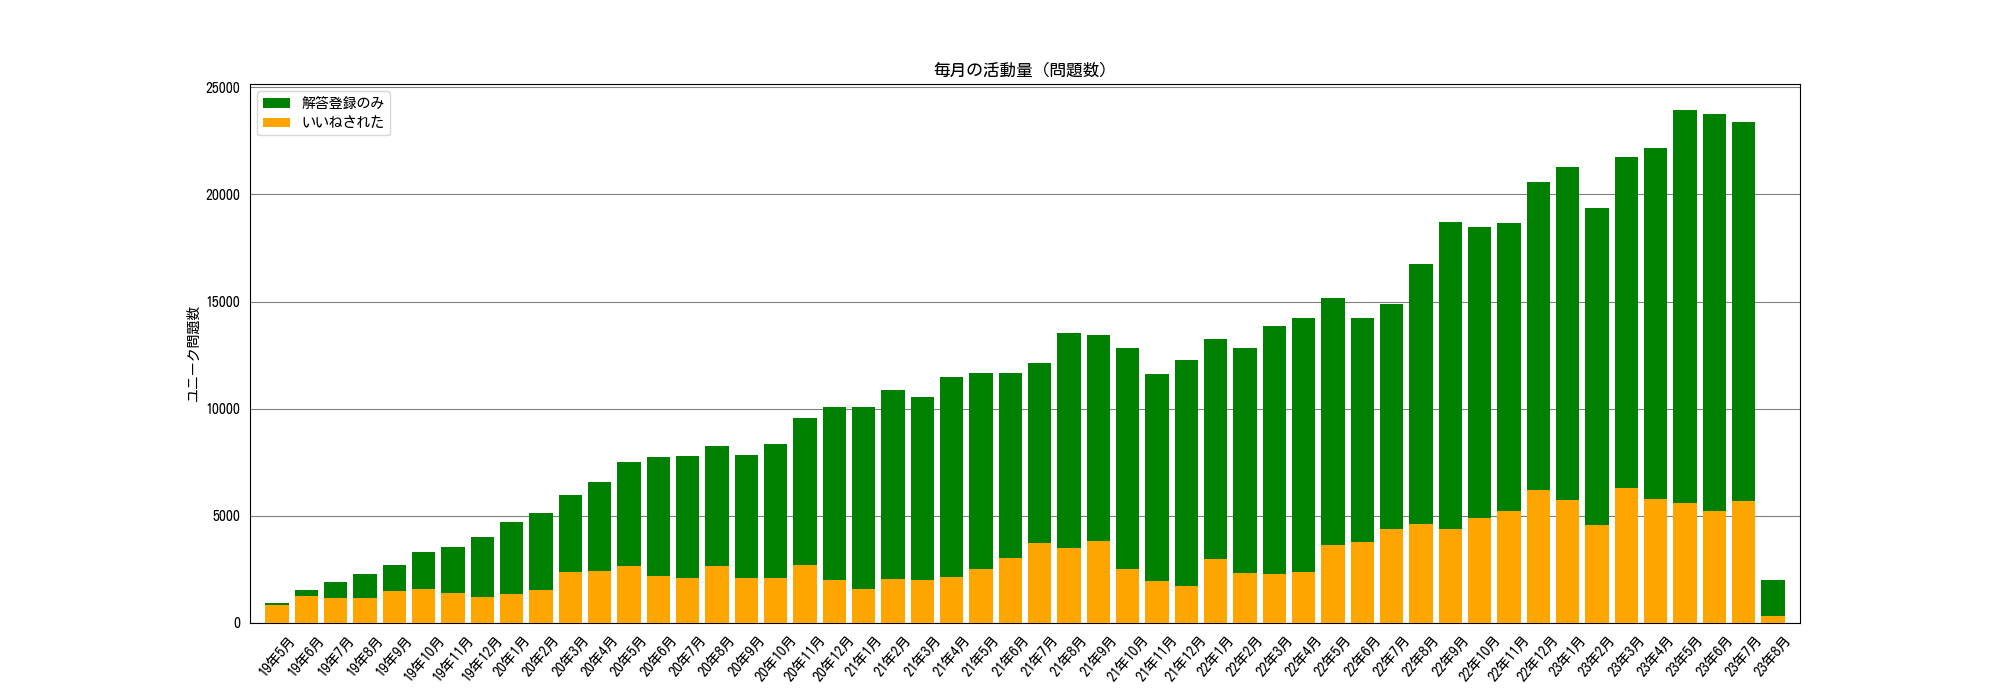 毎月の活動量（問題数）
25000
解答登録のみ
いいねされた
20000
15000
ユニーク問題数
10000
5000
0
19年5月
19年6月
19年7月
19年8月
19年9月
19年10月
19年11月
19年12月
20年1月
20年2月
20年3月
20年4月
20年5月
20年6月
20年7月
20年8月
20年9月
20年10月
20年11月
20年12月
21年1月
21年2月
21年3月
21年4月
21年5月
21年6月
21年7月
21年8月
21年9月
21年10月
21年11月
21年12月
22年1月
22年2月
22年3月
22年4月
22年5月
22年6月
22年7月
22年8月
22年9月
22年10月
22年11月
22年12月
23年1月
23年2月
23年3月
23年4月
23年5月
23年6月
23年7月
23年8月